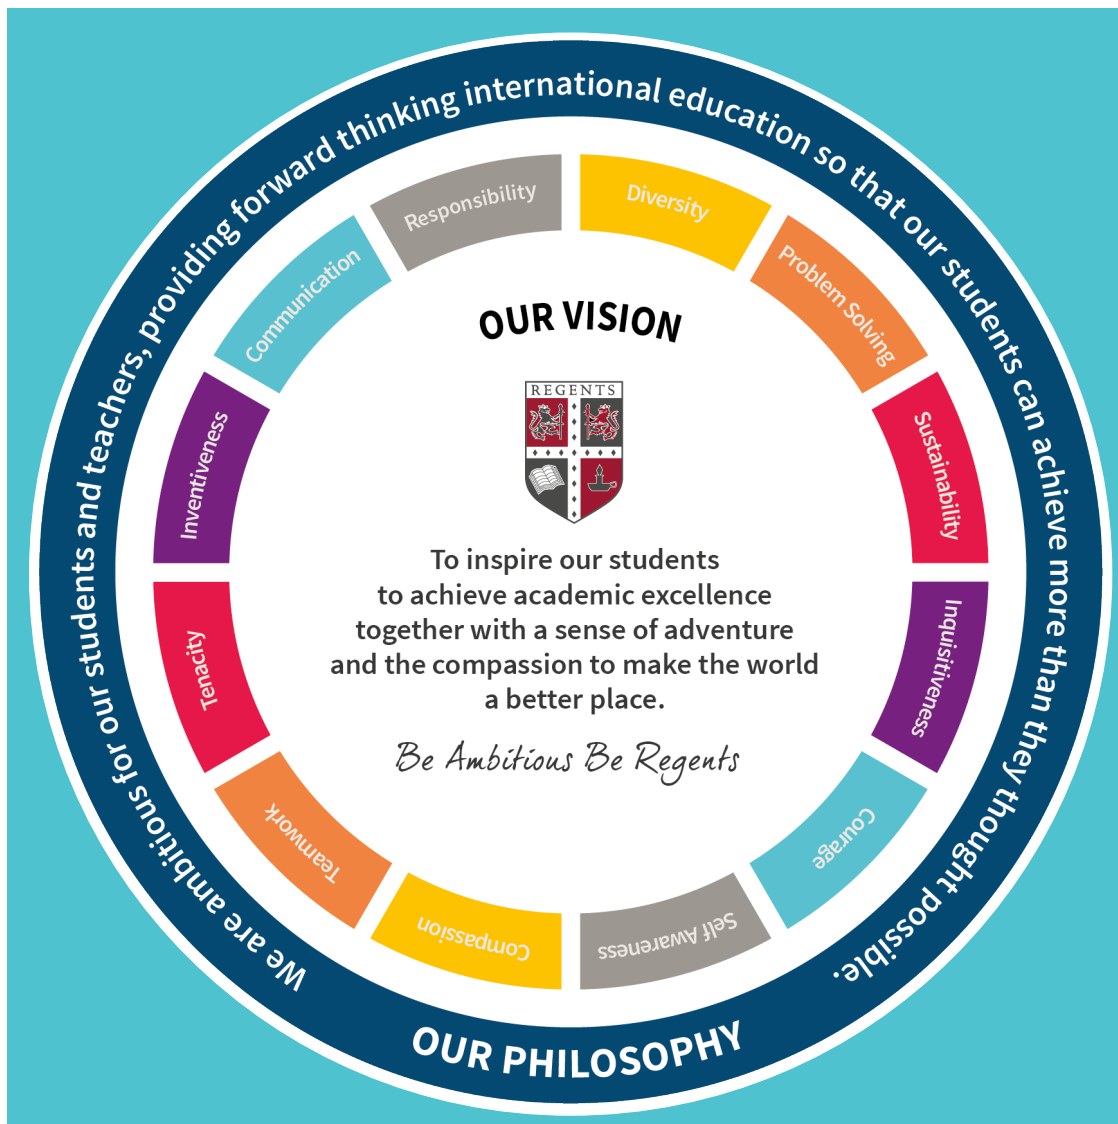 We are ambitious for our students and teachers, providing forward thinking international education so that our students can achieve more than they thought possible.
OUR PHILOSOPHY
Diversity
Problem Solving
Sustainability
Inquisitiveness
Courage
Self Awareness
Compassion
Teamwork
Tenacity
Inventiveness
Communication
Responsibility
OUR VISION
REGENTS
To inspire our students
to achieve academic excellence
together with a sense of adventure
and the compassion to make the world
a better place.
Be Ambitious Be Regents